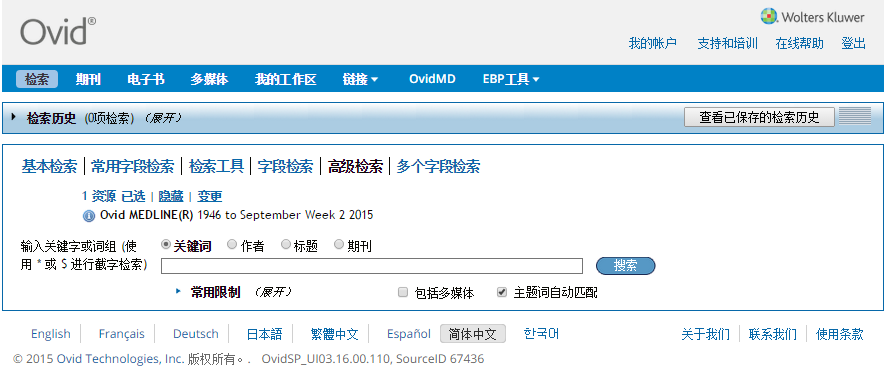 Ovid®
Wolters Kluwer
我的帐户 支持和培训 在线帮助 登出
检索 期刊 电子书 多媒体 我的工作区 链接 OvidMD EBP工具
检索历史 (0项检索) (展开) 查看已保存的检索历史
基本检索 | 常用字段检索 | 检索工具 | 字段检索 | 高级检索 | 多个字段检索
1 资源 已选 | 隐藏 | 变更
Ovid MEDLINE(R) 1946 to September Week 2 2015
输入关键字或词组 (使 关键词 作者 标题 期刊
用 * 或 $ 进行截字检索) 搜索
常用限制 (展开) 包括多媒体 主题词自动匹配
English Français Deutsch 日本語 繁體中文 Español 简体中文 한국어 关于我们 联系我们 使用条款
© 2015 Ovid Technologies, Inc. 版权所有。. OvidSP_UI03.16.00.110, SourceID 67436